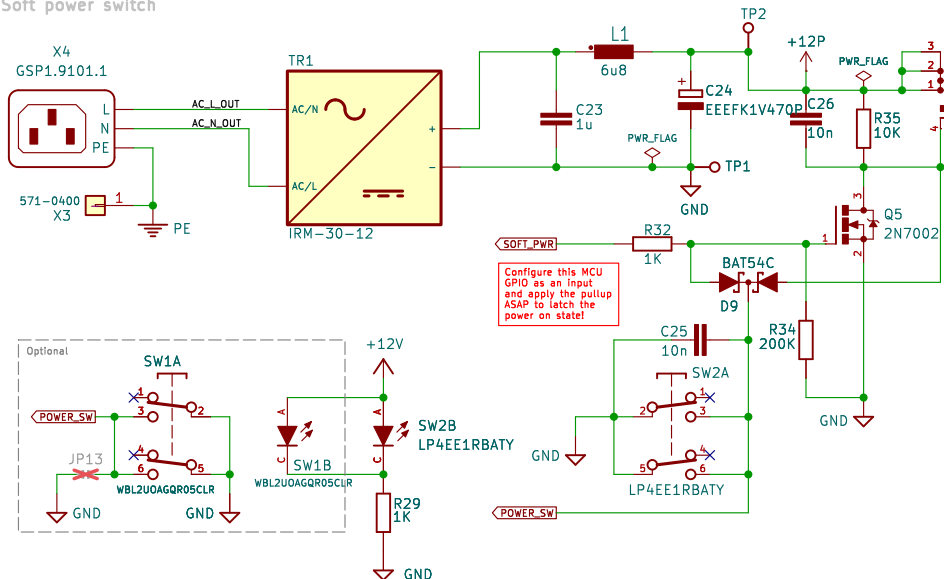 Soft power switch
X4
GSP1.9101.1
L
N
PE
AC_L_OUT
AC_N_OUT
571-0400
X3
1
PE
TR1
AC/N
AC/L
+
−
IRM-30-12
C23
1u
L1
6u8
+
C24
EEEFK1V470P
PWR_FLAG
TP1
GND
TP2
+12P
C26
10n
PWR_FLAG
R35
10K
3
2
1
4
SOFT_PWR
R32
1K
Configure this MCU
GPIO as an input
and apply the pullup
ASAP to latch the
power on state!
BAT54C
D9
1
3
2
Q5
2N7002
R34
200K
GND
C25
10n
SW2A
1
2
3
4
5
6
LP4EE1RBATY
GND
POWER_SW
Optional
SW1A
1
3
2
4
6
5
POWER_SW
JP13
WBL2UOAGQR05CLR
GND
GND
+12V
A
C
SW1B
WBL2UOAGQR05CLR
A
C
SW2B
LP4EE1RBATY
R29
1K
GND